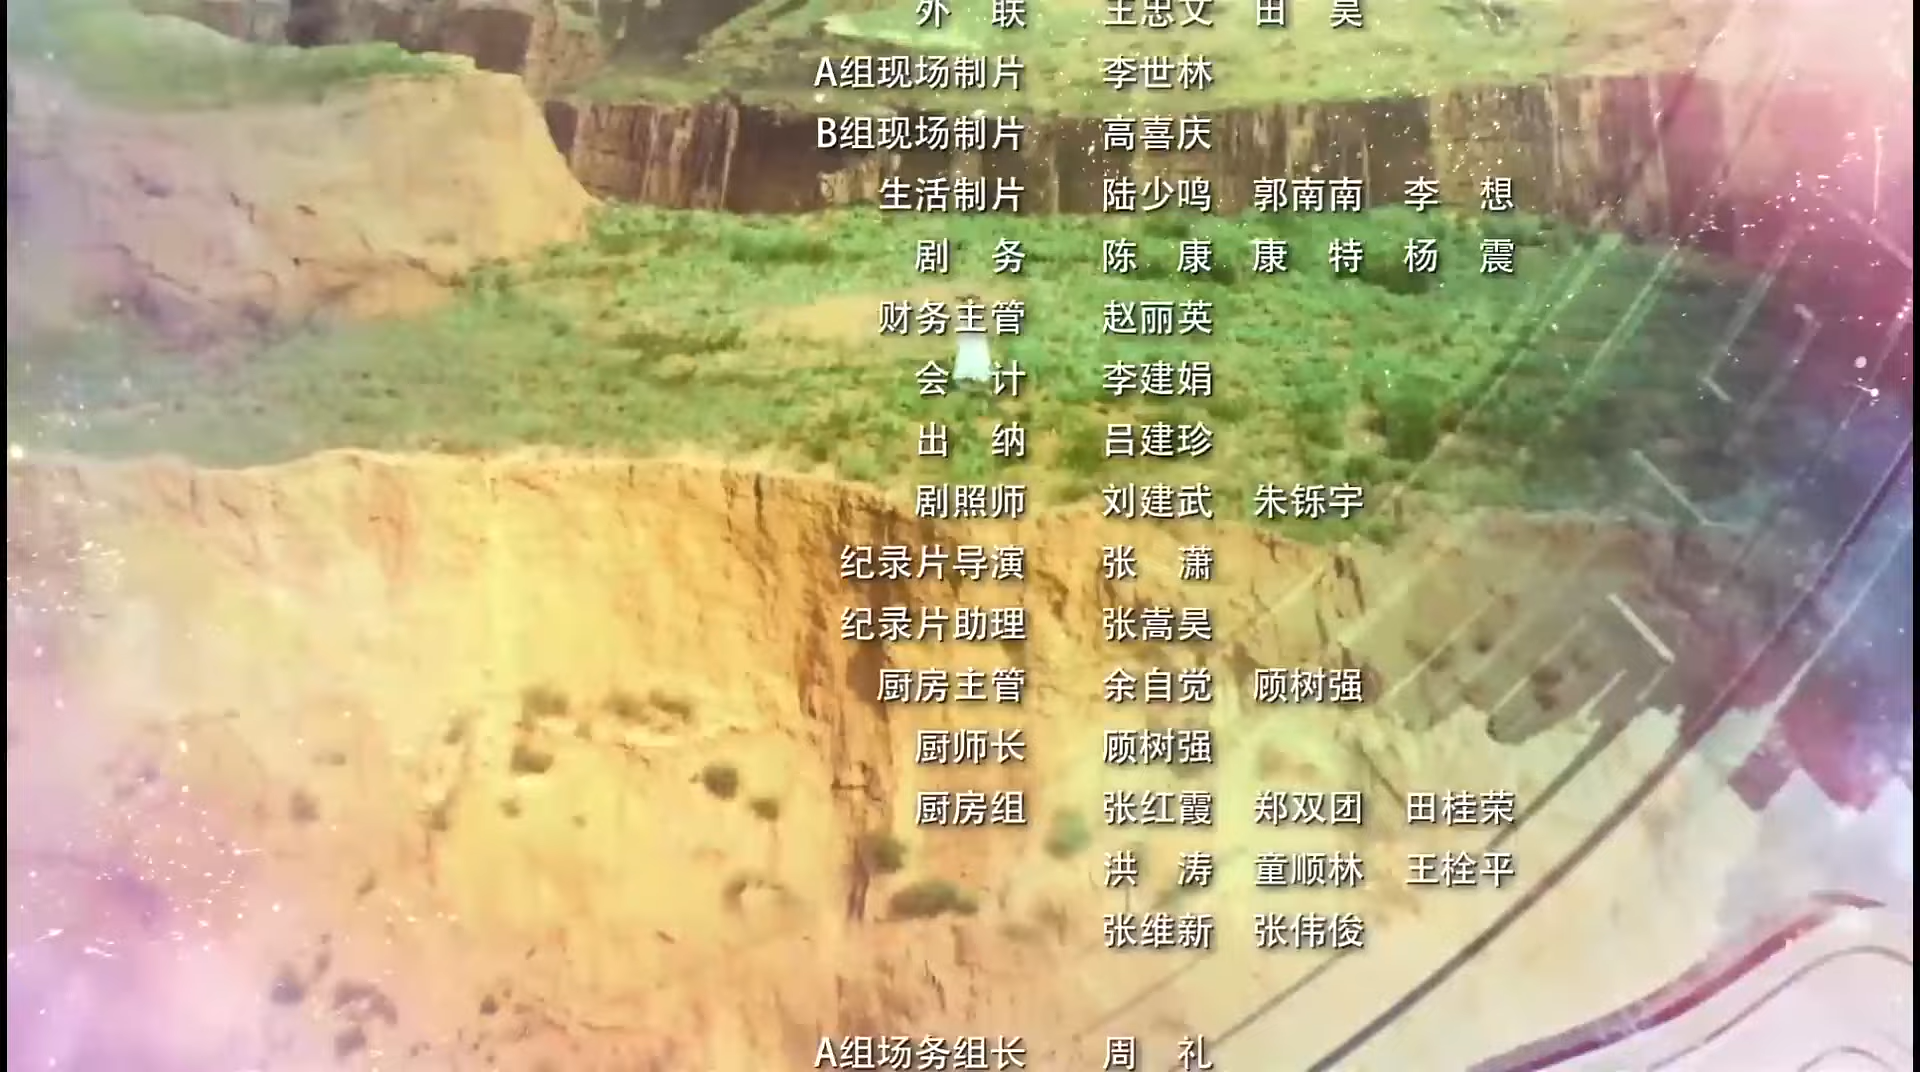 外　联　王忠文　田　昊
A组现场制片　李世林
B组现场制片　高喜庆
生活制片　陆少鸣　郭南南　李　想
剧　务　陈　康　康　特　杨　震
财务主管　赵丽英
会　计　李建娟
出　纳　吕建珍
剧照师　刘建武　朱铄宇
纪录片导演　张　潇
纪录片助理　张嵩昊
厨房主管　余自觉　顾树强
厨师长　顾树强
厨房组　张红霞　郑双团　田桂荣
洪　涛　童顺林　王栓平
张维新　张伟俊
A组场务组长　周　礼